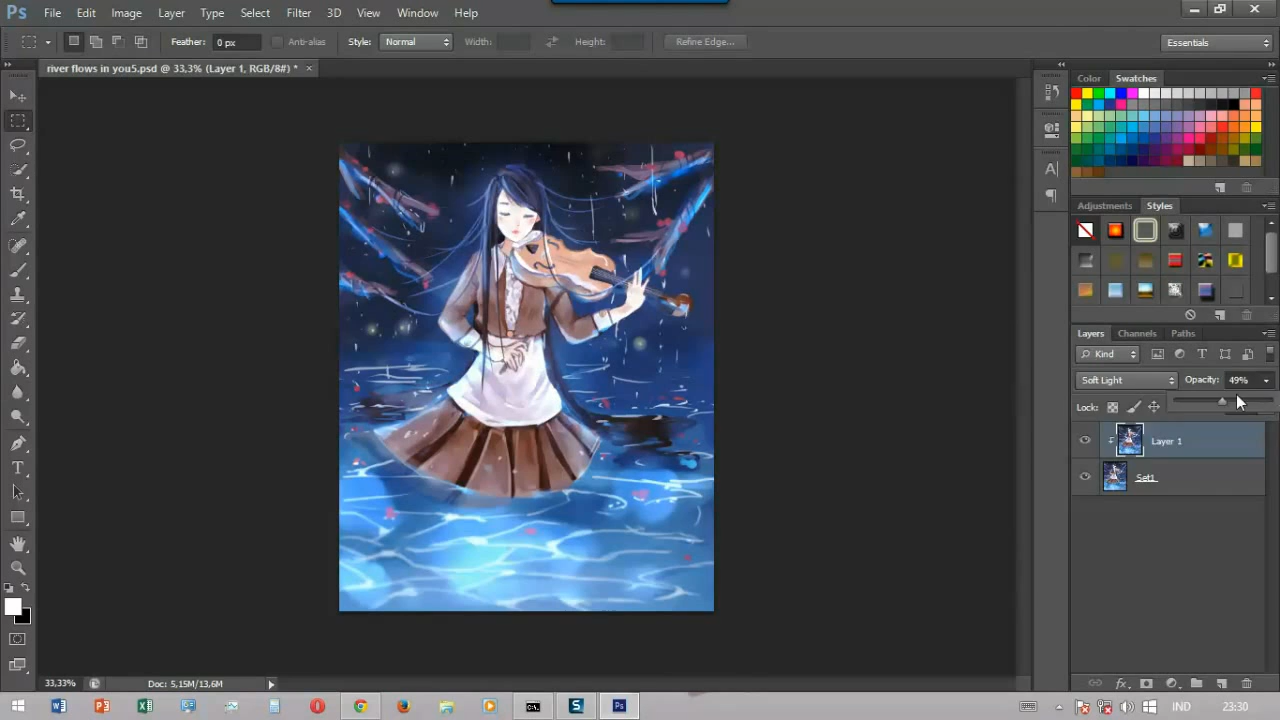 Ps File Edit Image Layer Type Select Filter 3D View Window Help
Feather: 0 px Anti-alias Style: Normal Width: Height: Refine Edge... Essentials
river flows in you5.psd @ 33,3% (Layer 1, RGB/8#) * ×
Color Swatches
Adjustments Styles
Layers Channels Paths
Kind
Soft Light Opacity: 49%
Lock:
Layer 1
Set1
33,33% Doc: 5,15M/13,6M
IND 23:30